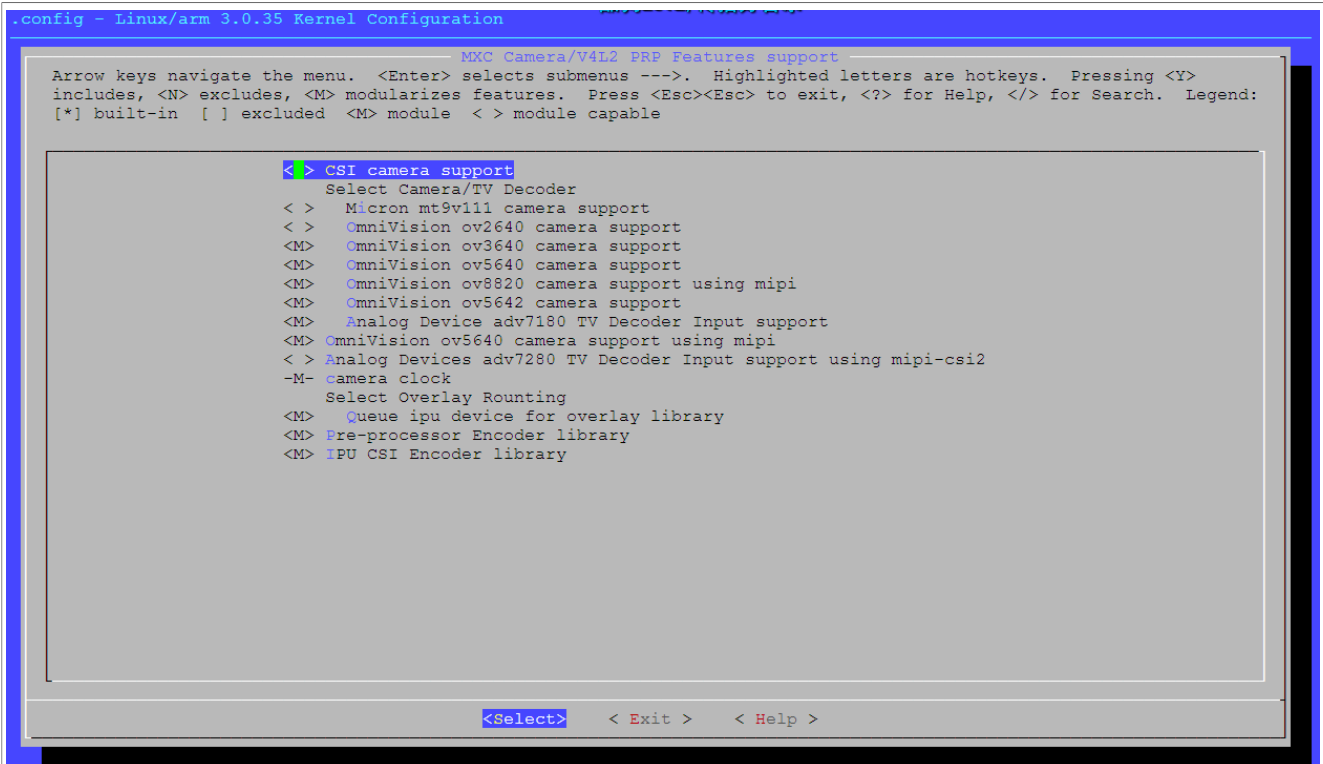 .config - Linux/arm 3.0.35 Kernel Configuration
MXC Camera/V4L2 PRP Features support
Arrow keys navigate the menu. <Enter> selects submenus --->. Highlighted letters are hotkeys. Pressing <Y>
includes, <N> excludes, <M> modularizes features. Press <Esc><Esc> to exit, <?> for Help, </> for Search. Legend:
[*] built-in [ ] excluded <M> module < > module capable
< > CSI camera support
Select Camera/TV Decoder
< > Micron mt9v111 camera support
< > OmniVision ov2640 camera support
<M> OmniVision ov3640 camera support
<M> OmniVision ov5640 camera support
<M> OmniVision ov8820 camera support using mipi
<M> OmniVision ov5642 camera support
<M> Analog Device adv7180 TV Decoder Input support
<M> OmniVision ov5640 camera support using mipi
< > Analog Devices adv7280 TV Decoder Input support using mipi-csi2
-M- camera clock
Select Overlay Rounting
<M> Queue ipu device for overlay library
<M> Pre-processor Encoder library
<M> IPU CSI Encoder library
<Select> < Exit > < Help >